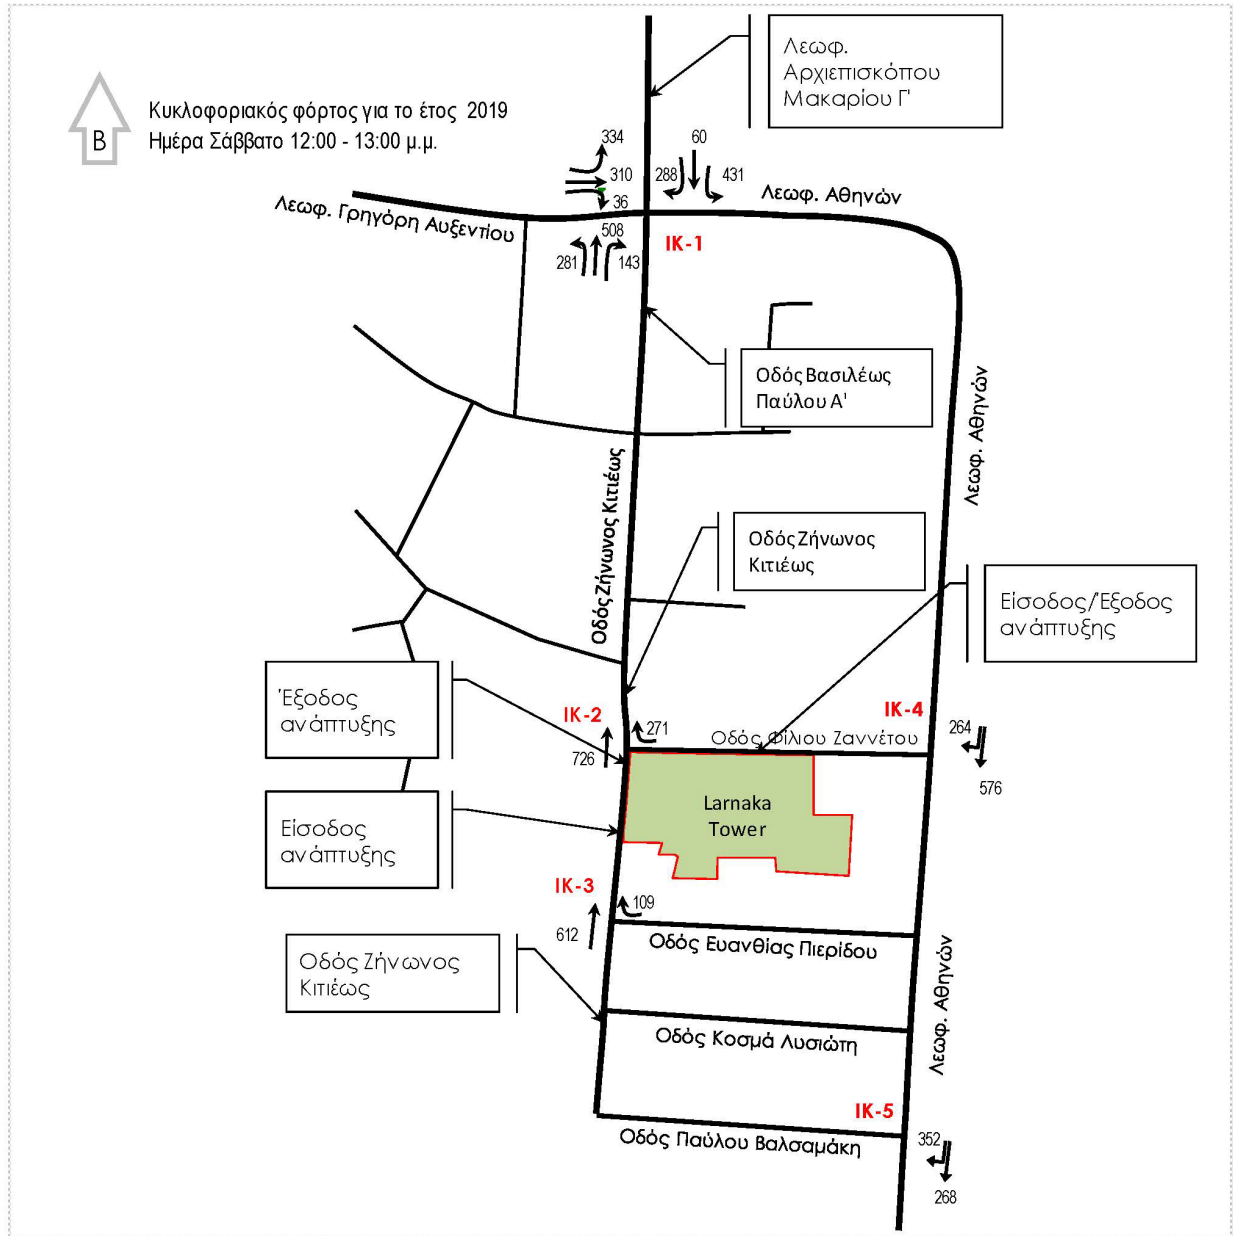 Λεωφ.
Αρχιεπισκόπου
Μακαρίου Γ'
Κυκλοφοριακός φόρτος για το έτος 2019
Ημέρα Σάββατο 12:00 - 13:00 μ.μ.
Β
334
60
310
288
431
36
Λεωφ. Αθηνών
Λεωφ. Γρηγόρη Αυξεντίου
508
281
143
ΙΚ-1
Οδός Βασιλέως
Παύλου Α'
Λεωφ. Αθηνών
Οδός Ζήνωνος Κιτιέως
Οδός Ζήνωνος
Κιτιέως
Είσοδος/Έξοδος
ανάπτυξης
Έξοδος
ανάπτυξης
ΙΚ-2
271
726
Οδός Φίλιου Ζαννέτου
ΙΚ-4
264
576
Larnaka
Tower
Είσοδος
ανάπτυξης
ΙΚ-3
109
612
Οδός Ευανθίας Πιερίδου
Οδός Ζήνωνος
Κιτιέως
Λεωφ. Αθηνών
Οδός Κοσμά Λυσιώτη
ΙΚ-5
Οδός Παύλου Βαλσαμάκη
352
268